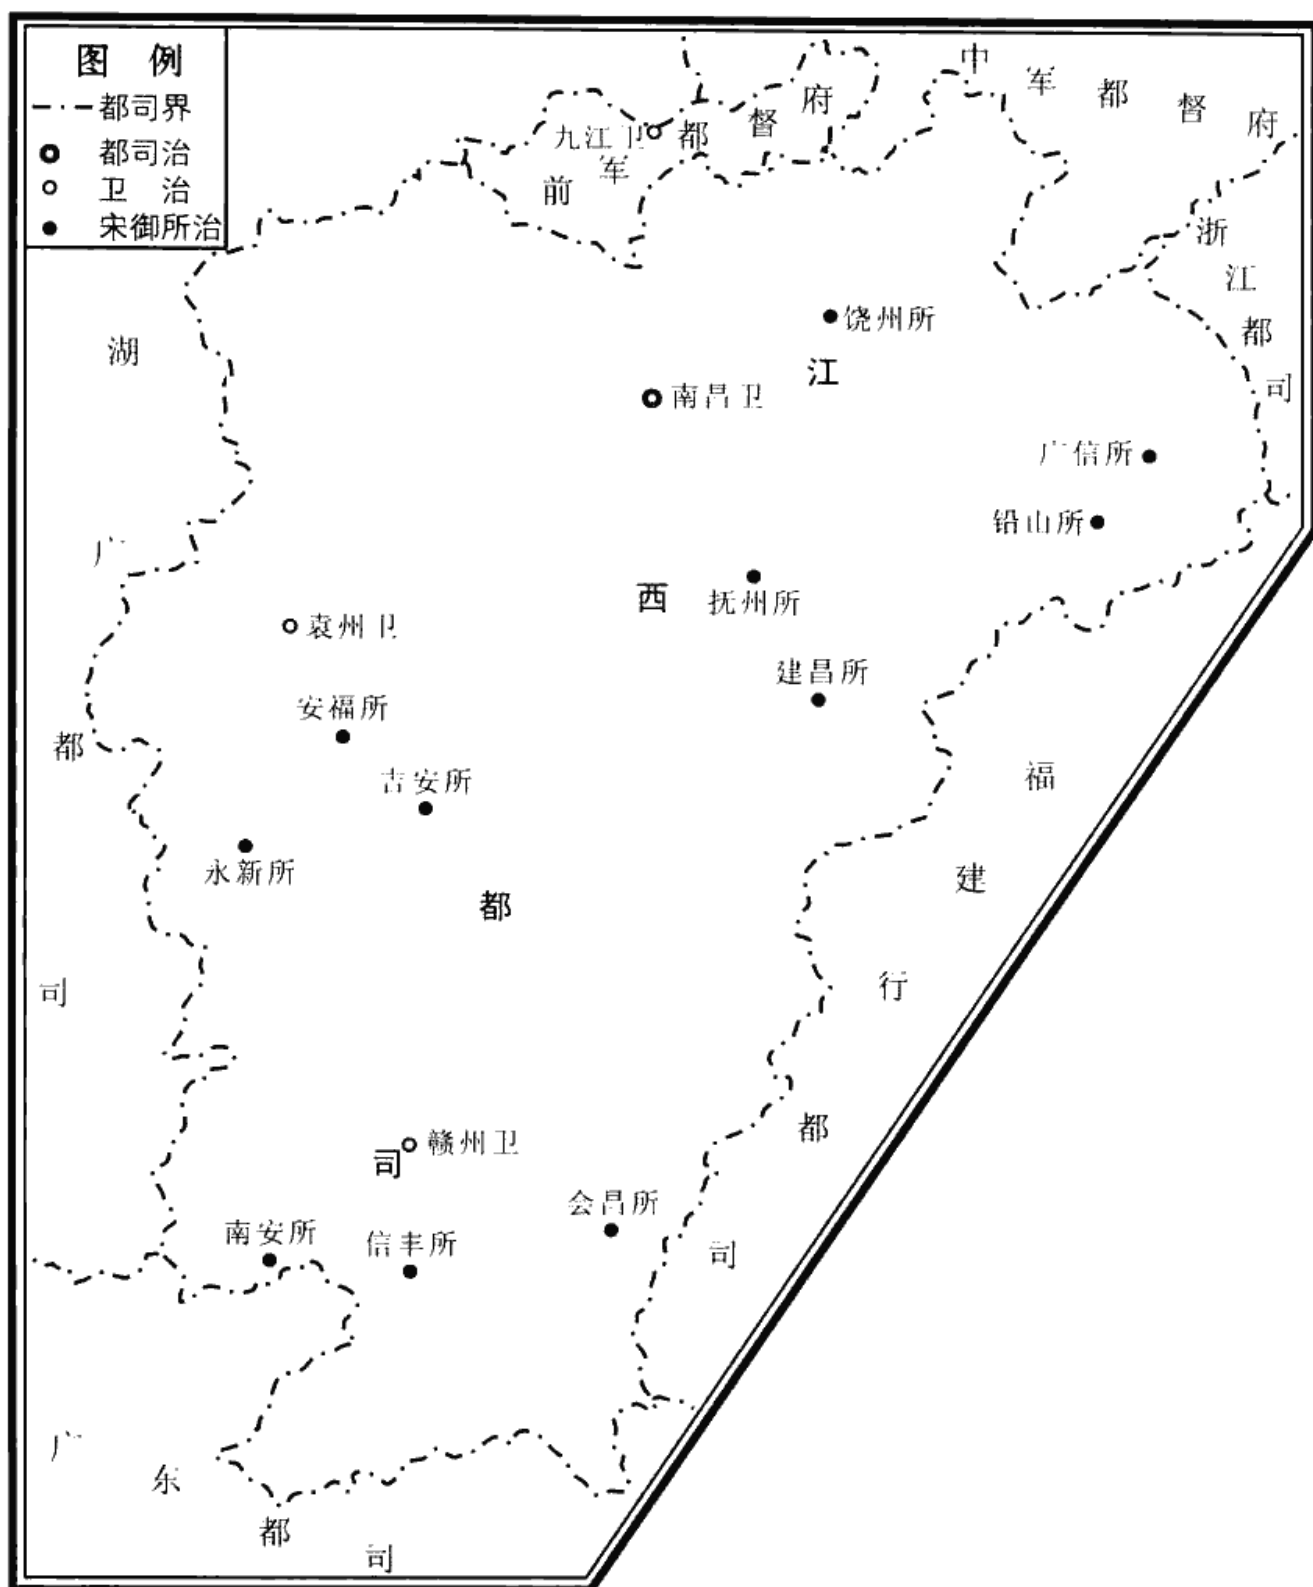 图 例
都司界
都司治
卫 治
宋御所治
中军都督府
前军都督府
九江卫
浙江都司
湖广都司
饶州所
南昌卫
广信所
铅山所
抚州所
袁州卫
建昌所
安福所
吉安所
永新所
江西都司
福建行都司
赣州卫
会昌所
南安所
信丰所
广东都司